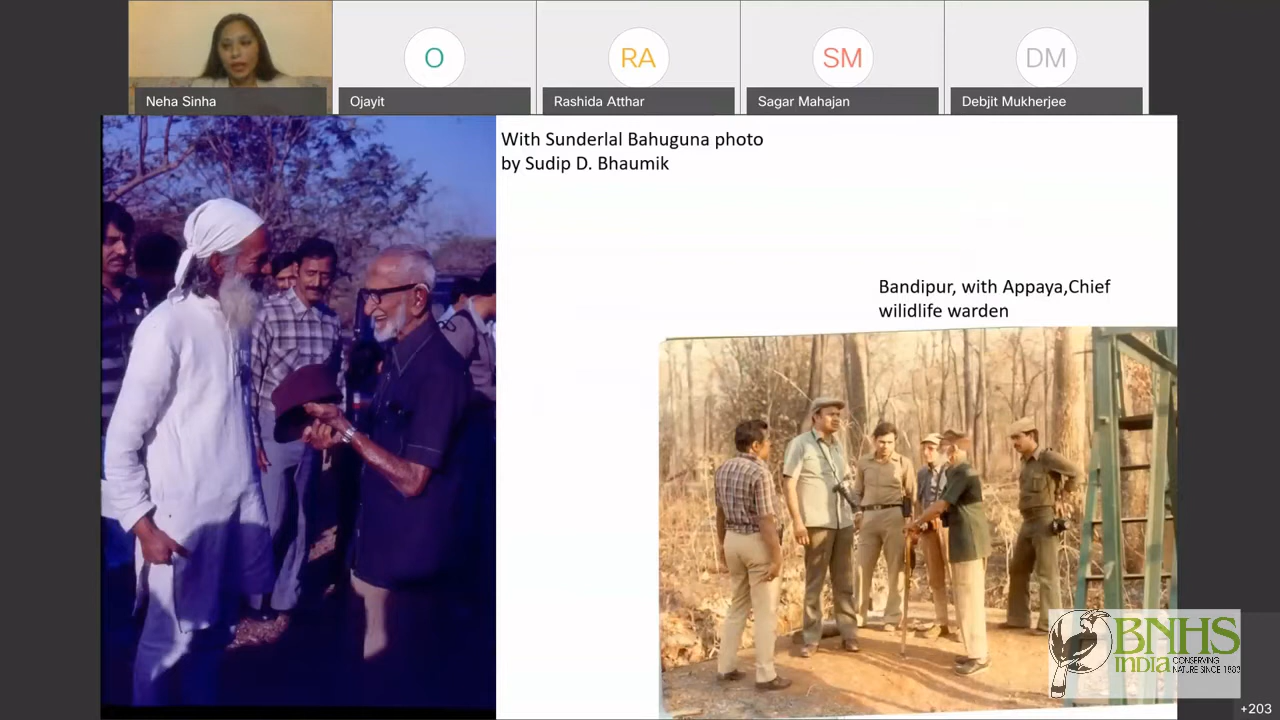 O
RA
SM
DM
Neha Sinha
Ojayit
Rashida Atthar
Sagar Mahajan
Debjit Mukherjee
With Sunderlal Bahuguna photo
by Sudip D. Bhaumik
Bandipur, with Appaya,Chief
wilidlife warden
BNHS
India
CONSERVING
NATURE SINCE 1883
+203